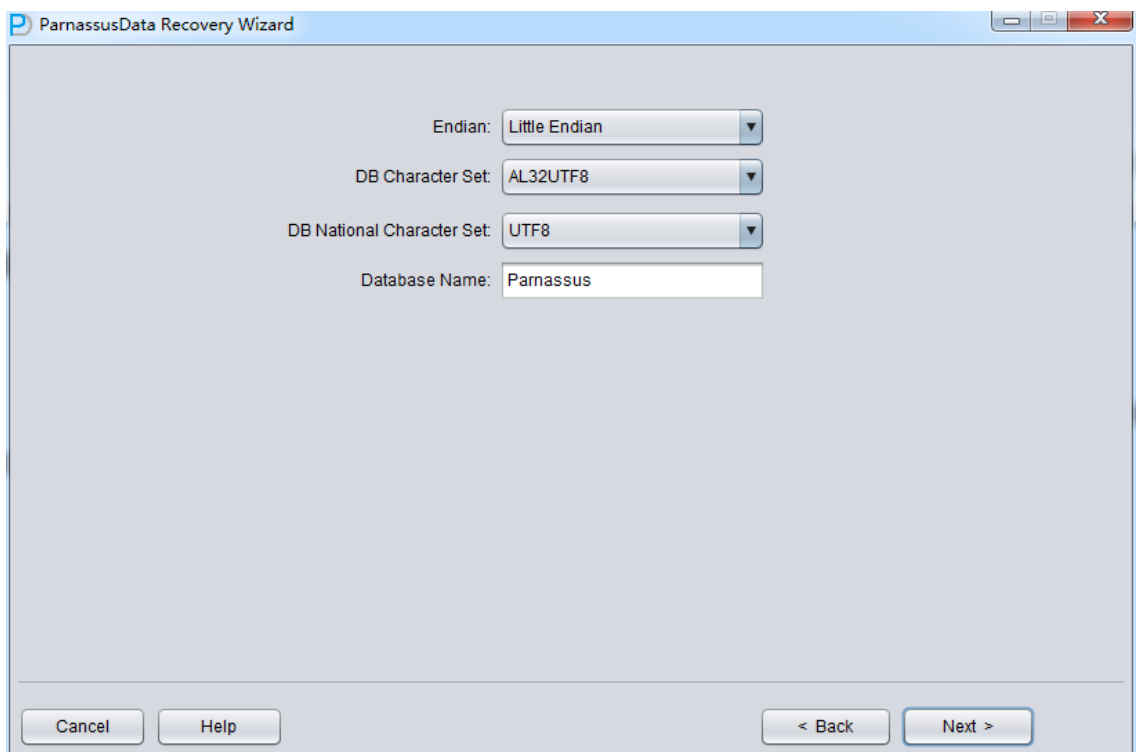 ParnassusData Recovery Wizard
Endian: Little Endian
DB Character Set: AL32UTF8
DB National Character Set: UTF8
Database Name: Parnassus
Cancel Help < Back Next >